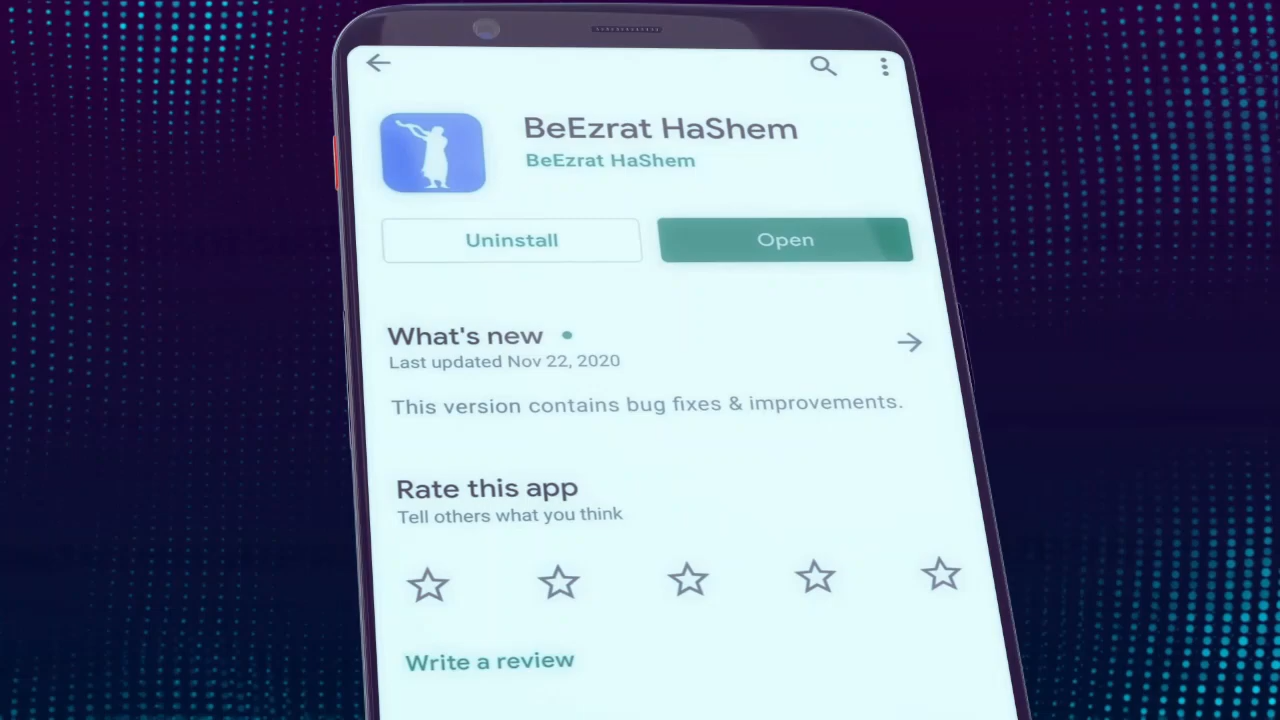 BeEzrat HaShem
BeEzrat HaShem
Uninstall
Open
What's new
Last updated Nov 22, 2020
This version contains bug fixes & improvements.
Rate this app
Tell others what you think
Write a review